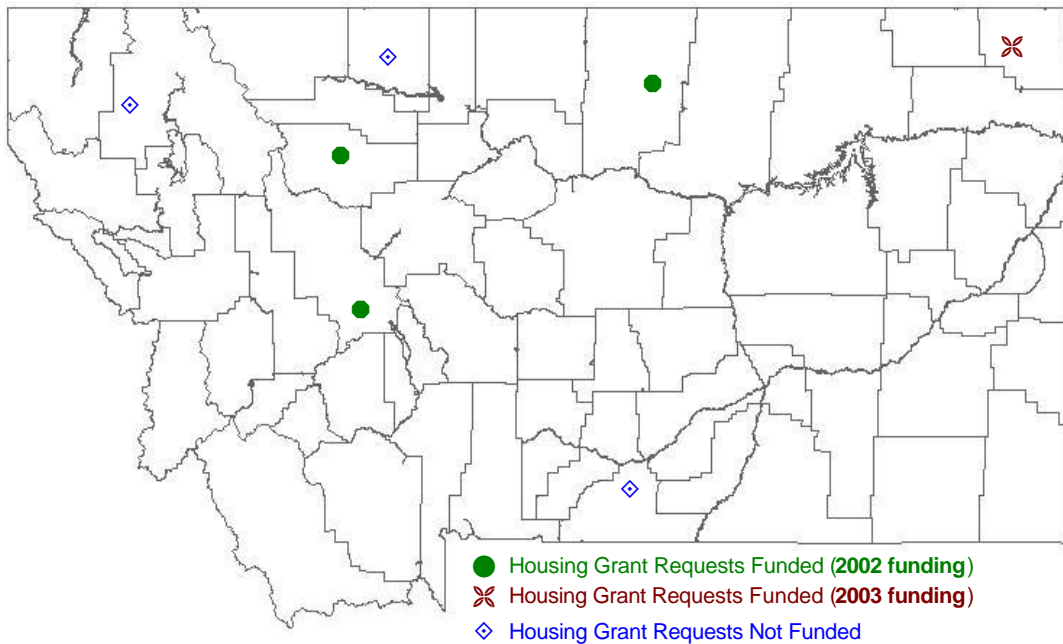 Housing Grant Requests Funded (2002 funding)
Housing Grant Requests Funded (2003 funding)
Housing Grant Requests Not Funded